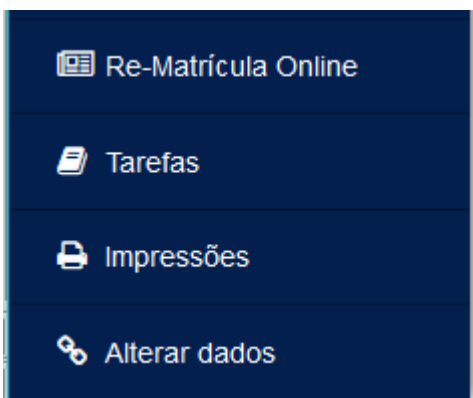 Re-Matrícula Online
Tarefas
Impressões
Alterar dados